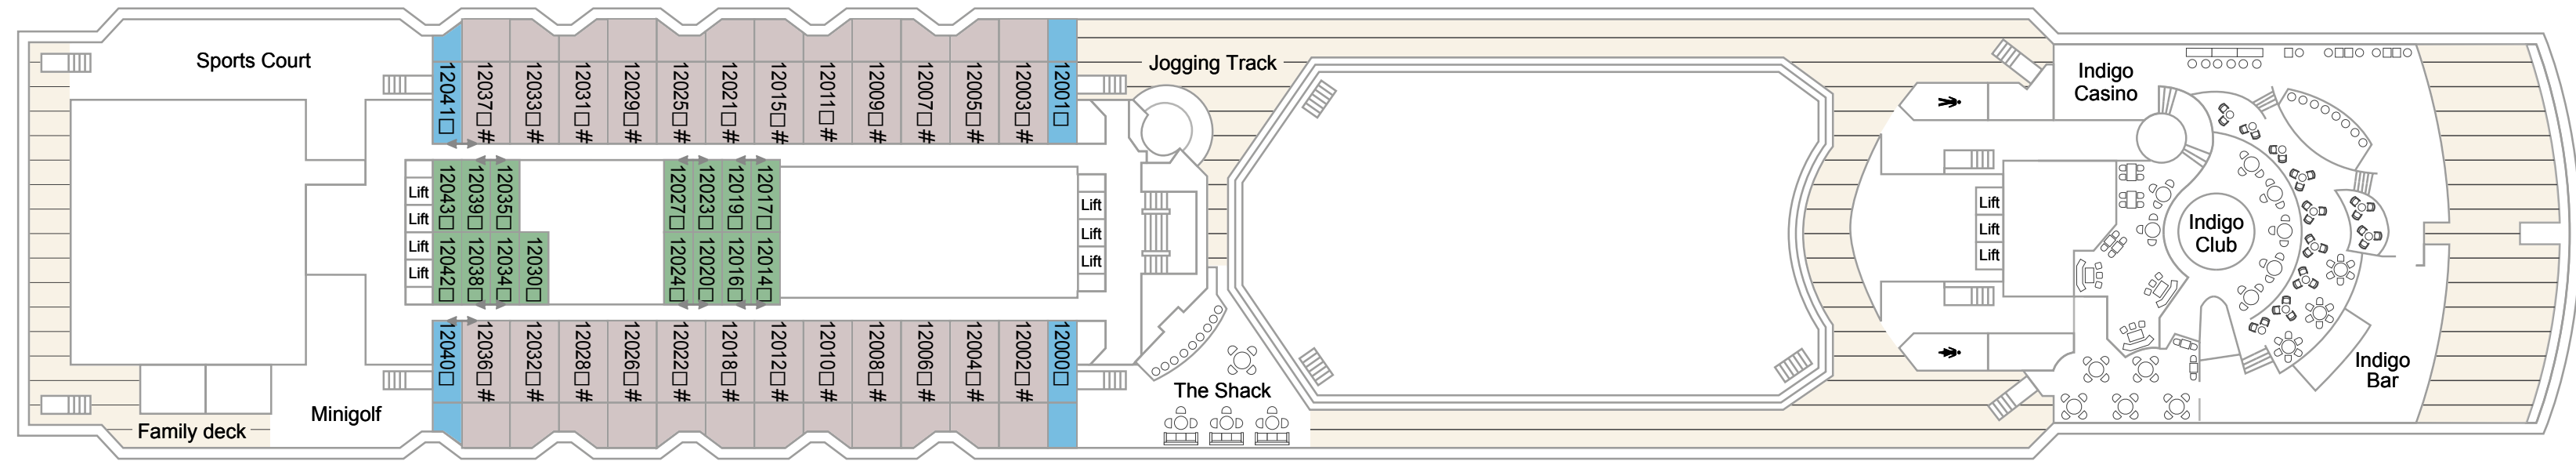 Sports Court
12041□
12037□#
12033□#
12031□#
12029□#
12025□#
12021□#
12015□#
12011□#
12009□#
12007□#
12005□#
12003□#
12001□
Jogging Track
Indigo
Casino
Lift
Lift
Lift
Lift
12043□
12039□
12035□
12027□
12023□
12019□
12017□
12042□
12038□
12034□
12030□
12024□
12020□
12016□
12014□
Lift
Lift
Lift
Lift
Lift
Lift
Indigo
Club
12040□
12036□#
12032□#
12028□#
12026□#
12022□#
12018□#
12012□#
12010□#
12008□#
12006□#
12004□#
12002□#
12000□
The Shack
Indigo
Bar
Minigolf
Family deck